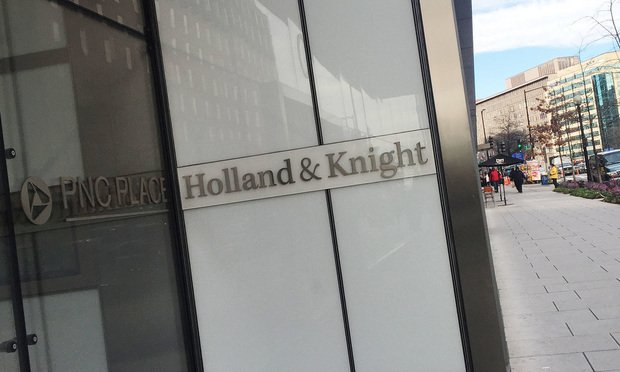 PNC PLACE
Holland & Knight